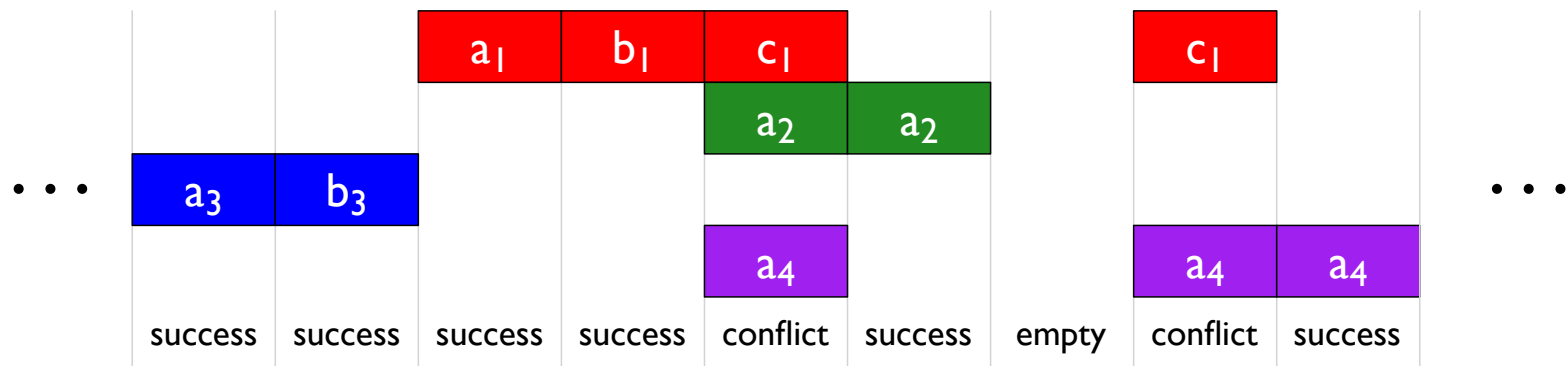 a₁ b₁ c₁ c₁
a₂ a₂
• • • a₃ b₃ • • •
a₄ a₄ a₄
success success success success conflict success empty conflict success